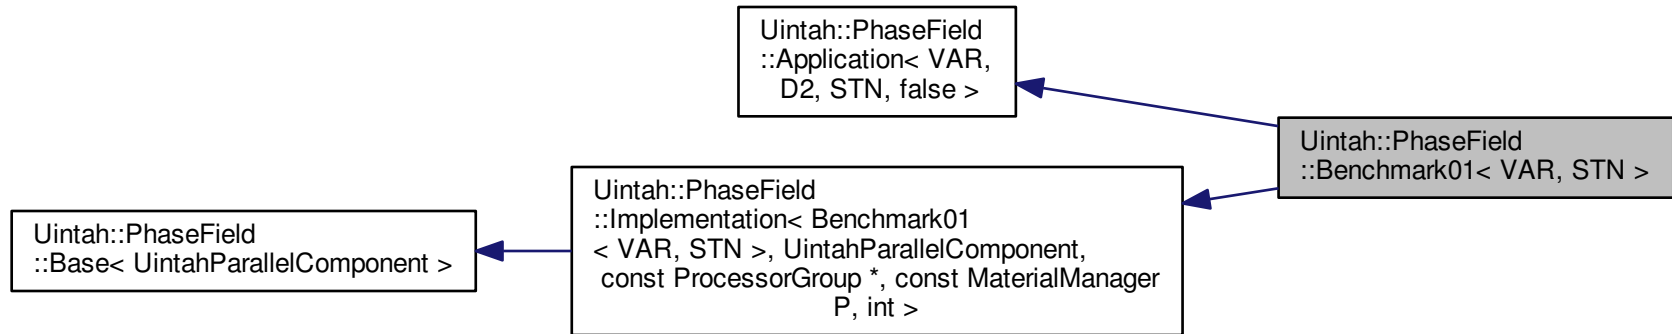 Uintah::PhaseField
::Application< VAR,
D2, STN, false >
Uintah::PhaseField
::Benchmark01< VAR, STN >
Uintah::PhaseField
::Implementation< Benchmark01
< VAR, STN >, UintahParallelComponent,
const ProcessorGroup *, const MaterialManager
P, int >
Uintah::PhaseField
::Base< UintahParallelComponent >